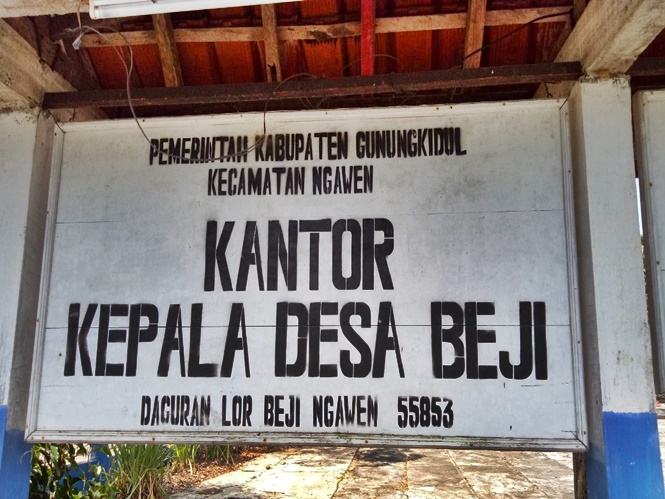 PEMERINTAH KABUPATEN GUNUNGKIDUL
KECAMATAN NGAWEN
KANTOR
KEPALA DESA BEJI
DAGURAN LOR BEJI NGAWEN 55853